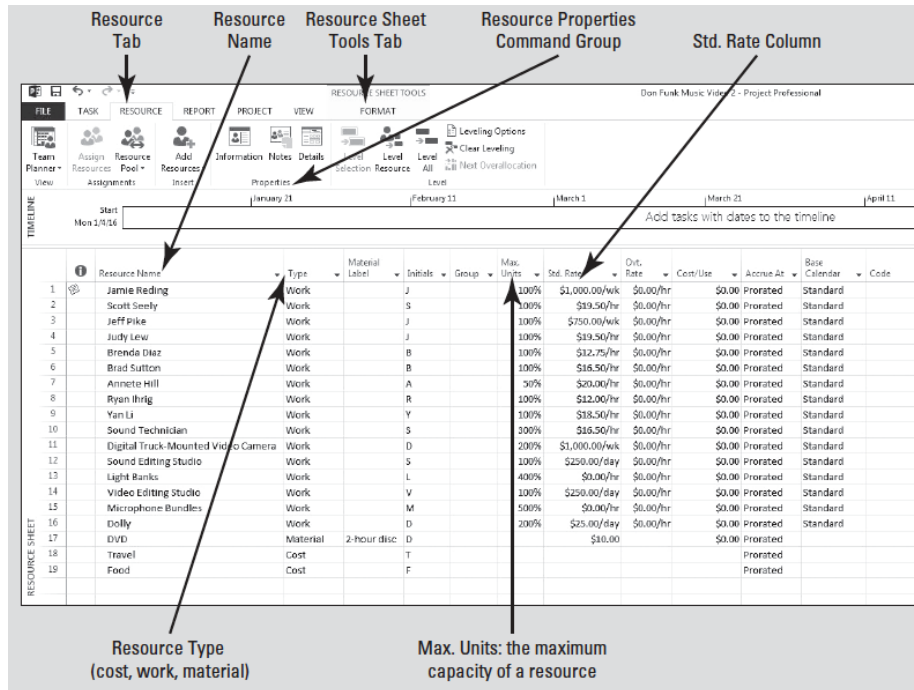 Resource Tab
Resource Name
Resource Sheet Tools Tab
Resource Properties Command Group
Std. Rate Column
RESOURCE SHEET TOOLS
Don Funk Music Video 2 - Project Professional
FILE TASK RESOURCE REPORT PROJECT VIEW FORMAT
Team Planner
Assign Resources
Resource Pool
Add Resources
Information Notes Details
Level Selection
Level Resource
Level All
Leveling Options
Clear Leveling
Next Overallocation
View Assignments Insert Properties Level
TIMELINE
January 21 February 11 March 1 March 21 April 11
Start
Mon 1/4/16
Add tasks with dates to the timeline
Resource Name Type Material Label Initials Group Max. Units Std. Rate Ovt. Rate Cost/Use Accrue At Base Calendar Code
1 Jamie Reding Work J 100% $1,000.00/wk $0.00/hr $0.00 Prorated Standard
2 Scott Seely Work S 100% $19.50/hr $0.00/hr $0.00 Prorated Standard
3 Jeff Pike Work J 100% $750.00/wk $0.00/hr $0.00 Prorated Standard
4 Judy Lew Work J 100% $19.50/hr $0.00/hr $0.00 Prorated Standard
5 Brenda Diaz Work B 100% $12.75/hr $0.00/hr $0.00 Prorated Standard
6 Brad Sutton Work B 100% $16.50/hr $0.00/hr $0.00 Prorated Standard
7 Annete Hill Work A 50% $20.00/hr $0.00/hr $0.00 Prorated Standard
8 Ryan Ihrig Work R 100% $12.00/hr $0.00/hr $0.00 Prorated Standard
9 Yan Li Work Y 100% $18.50/hr $0.00/hr $0.00 Prorated Standard
10 Sound Technician Work S 300% $16.50/hr $0.00/hr $0.00 Prorated Standard
11 Digital Truck-Mounted Video Camera Work D 200% $1,000.00/wk $0.00/hr $0.00 Prorated Standard
12 Sound Editing Studio Work S 100% $250.00/day $0.00/hr $0.00 Prorated Standard
13 Light Banks Work L 400% $0.00/hr $0.00/hr $0.00 Prorated Standard
14 Video Editing Studio Work V 100% $250.00/day $0.00/hr $0.00 Prorated Standard
15 Microphone Bundles Work M 500% $0.00/hr $0.00/hr $0.00 Prorated Standard
16 Dolly Work D 200% $25.00/day $0.00/hr $0.00 Prorated Standard
17 DVD Material 2-hour disc D $10.00 $0.00 Prorated
18 Travel Cost T Prorated
19 Food Cost F Prorated
RESOURCE SHEET
Resource Type
(cost, work, material)
Max. Units: the maximum
capacity of a resource